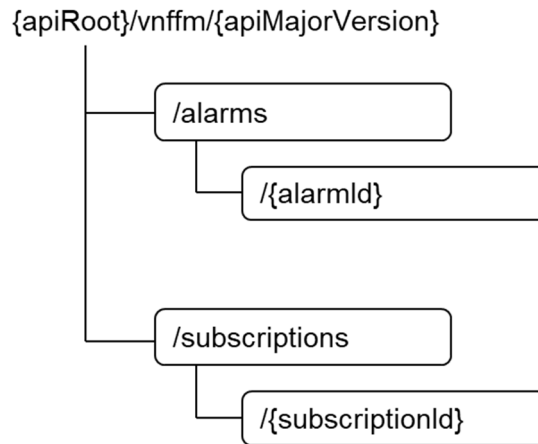 {apiRoot}/vnffm/{apiMajorVersion}
/alarms
/{alarmId}
/subscriptions
/{subscriptionId}